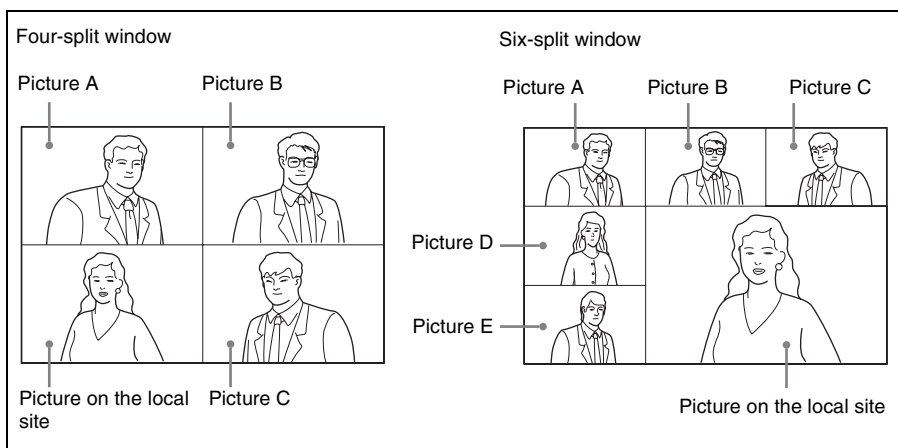 Four-split window
Picture A
Picture B
Picture on the local
site
Picture C
Six-split window
Picture A
Picture B
Picture C
Picture D
Picture E
Picture on the local site